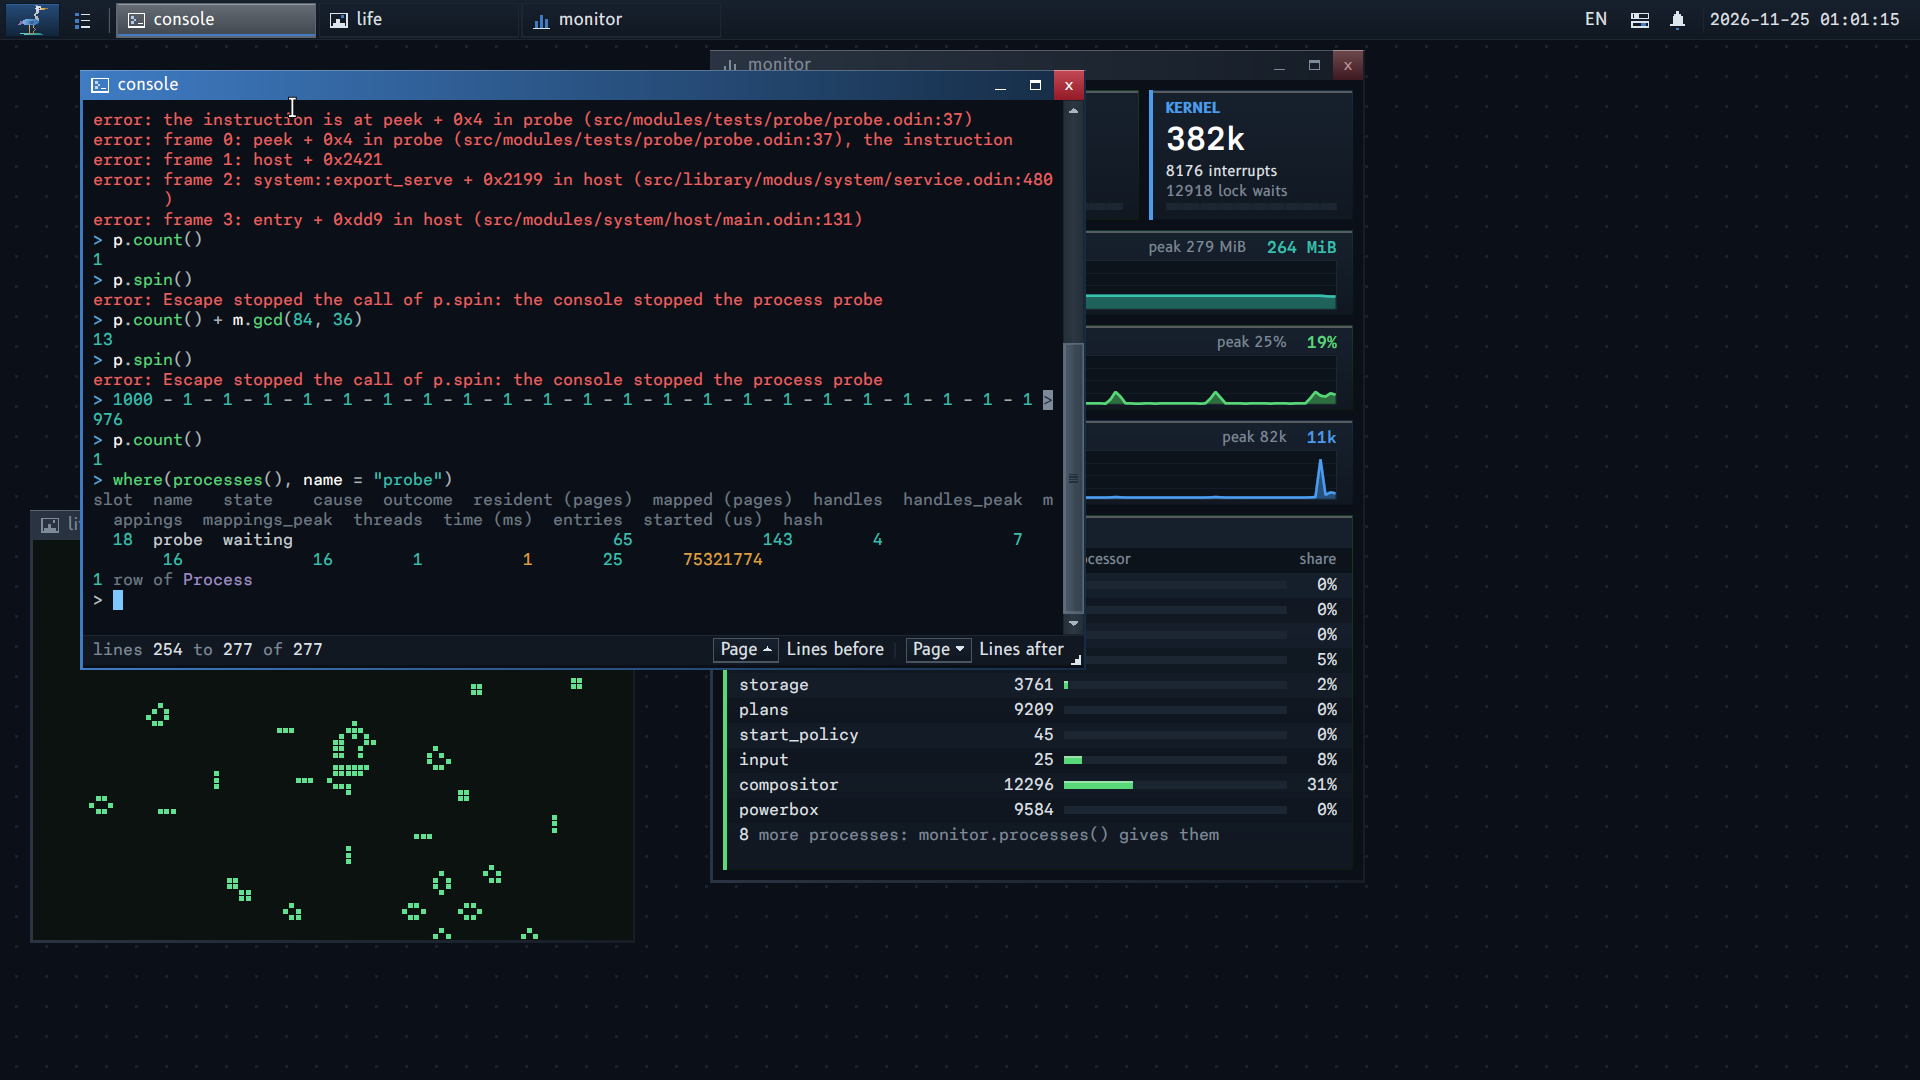 console
life
monitor
EN
2026-11-25 01:01:15
monitor
x
console
x
error: the instruction is at peek + 0x4 in probe (src/modules/tests/probe/probe.odin:37)
error: frame 0: peek + 0x4 in probe (src/modules/tests/probe/probe.odin:37), the instruction
error: frame 1: host + 0x2421
error: frame 2: system::export_serve + 0x2199 in host (src/library/modus/system/service.odin:480
)
error: frame 3: entry + 0xdd9 in host (src/modules/system/host/main.odin:131)
> p.count()
1
> p.spin()
error: Escape stopped the call of p.spin: the console stopped the process probe
> p.count() + m.gcd(84, 36)
13
> p.spin()
error: Escape stopped the call of p.spin: the console stopped the process probe
> 1000 - 1 - 1 - 1 - 1 - 1 - 1 - 1 - 1 - 1 - 1 - 1 - 1 - 1 - 1 - 1 - 1 - 1 - 1 - 1 - 1 - 1 - 1 >
976
> p.count()
1
> where(processes(), name = "probe")
slot name state cause outcome resident (pages) mapped (pages) handles handles_peak m
appings mappings_peak threads time (ms) entries started (us) hash
18 probe waiting 65 143 4 7
16 16 1 1 25 75321774
1 row of Process
>
lines 254 to 277 of 277
Page Lines before
Page Lines after
KERNEL
382k
8176 interrupts
12918 lock waits
peak 279 MiB 264 MiB
peak 25% 19%
peak 82k 11k
cessor share
0%
0%
0%
5%
storage 3761 2%
plans 9209 0%
start_policy 45 0%
input 25 8%
compositor 12296 31%
powerbox 9584 0%
8 more processes: monitor.processes() gives them
li